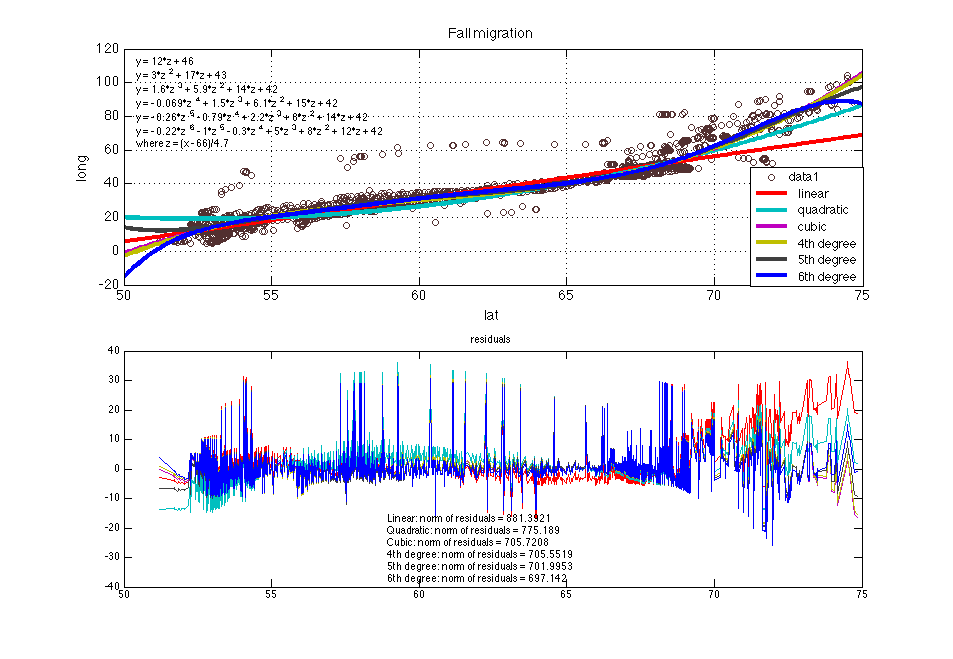 Fall migration
120
100
80
60
40
20
0
-20
long
y = 12*z + 46
y = 3*z^2 + 17*z + 43
y = 1.6*z^3 + 5.9*z^2 + 14*z + 42
y = - 0.069*z^4 + 1.5*z^3 + 6.1*z^2 + 15*z + 42
y = - 0.26*z^5 - 0.79*z^4 + 2.2*z^3 + 8*z^2 + 14*z + 42
y = - 0.22*z^6 - 1*z^5 - 0.3*z^4 + 5*z^3 + 8*z^2 + 12*z + 42
where z = (x - 66)/4.7
data1
linear
quadratic
cubic
4th degree
5th degree
6th degree
50 55 60 65 70 75
lat
residuals
40
30
20
10
0
-10
-20
-30
-40
Linear: norm of residuals = 881.3921
Quadratic: norm of residuals = 775.189
Cubic: norm of residuals = 705.7208
4th degree: norm of residuals = 705.5519
5th degree: norm of residuals = 701.9953
6th degree: norm of residuals = 697.142
50 55 60 65 70 75